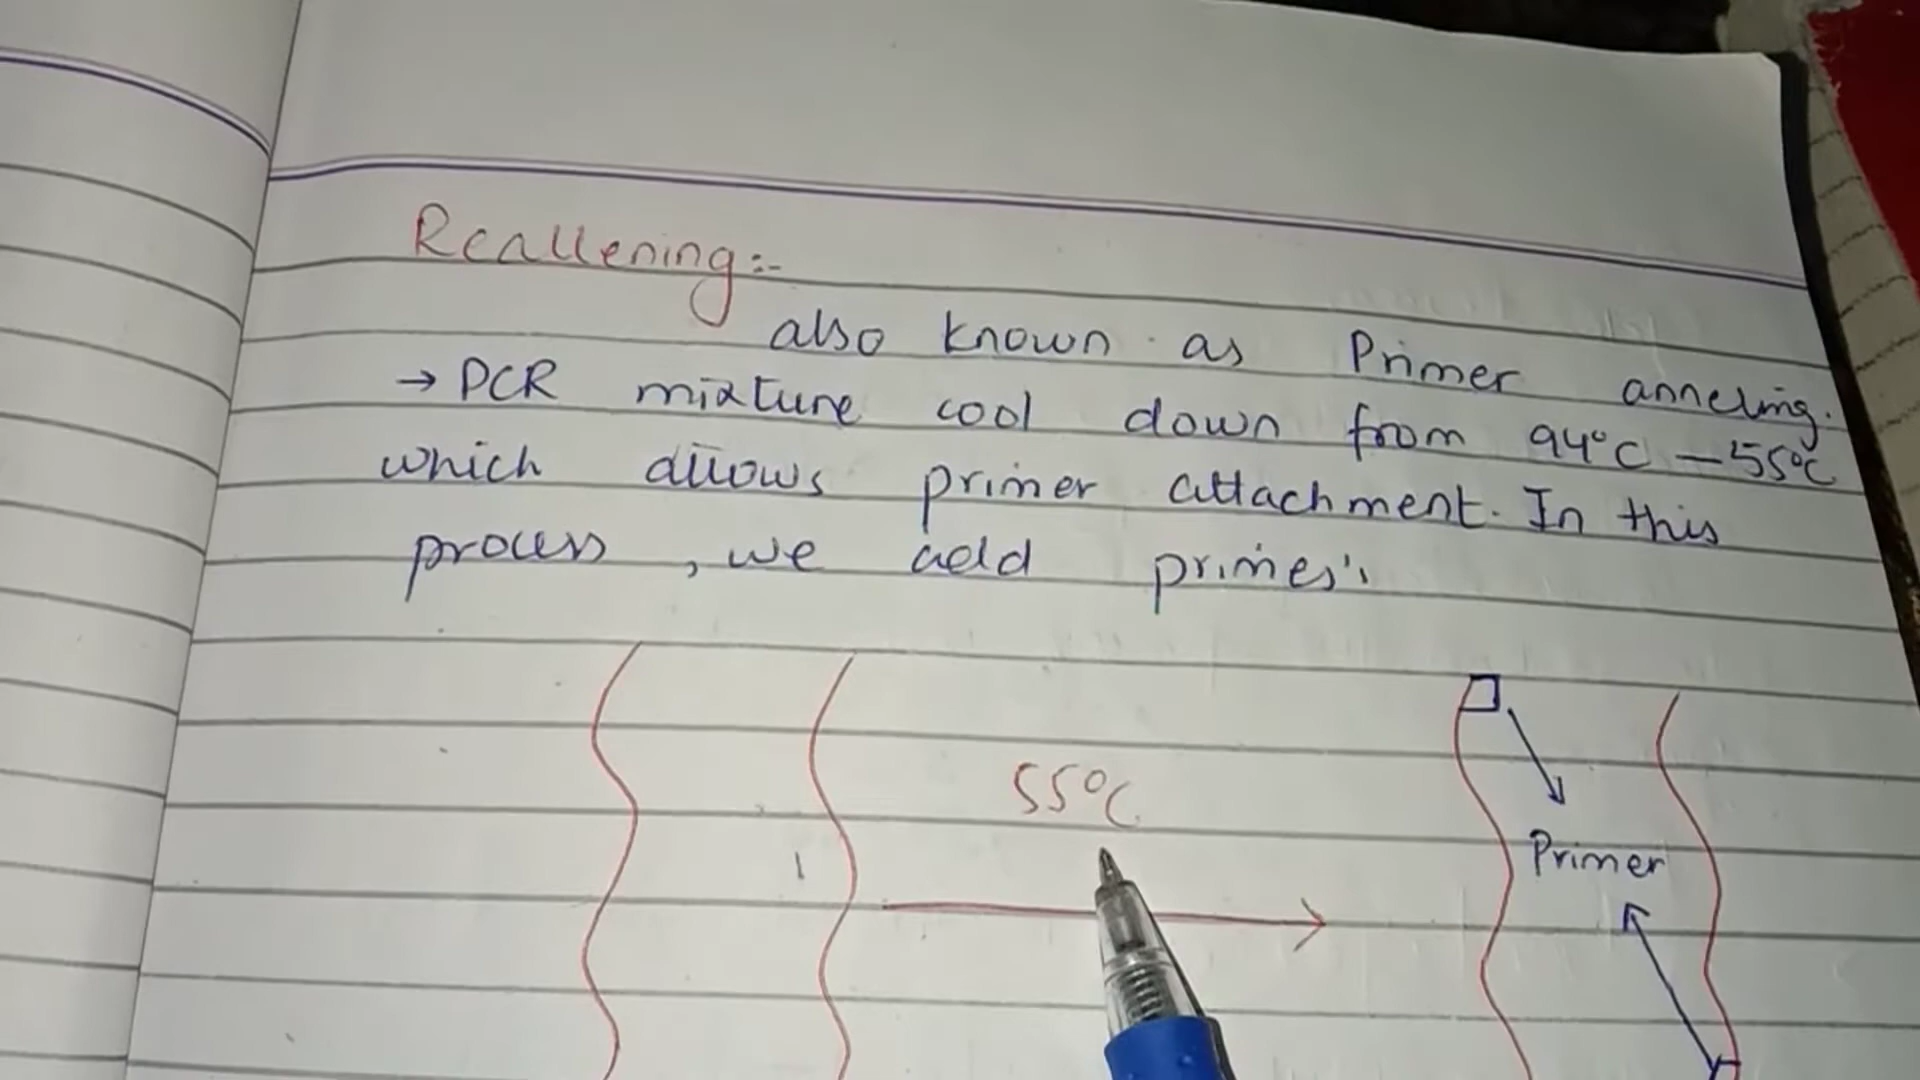 Reallening:-
also known as Primer anneling.
→ PCR mixture cool down from 94°C – 55°C
which allows primer attachment. In this
process, we add primes'.
55°C
Primer